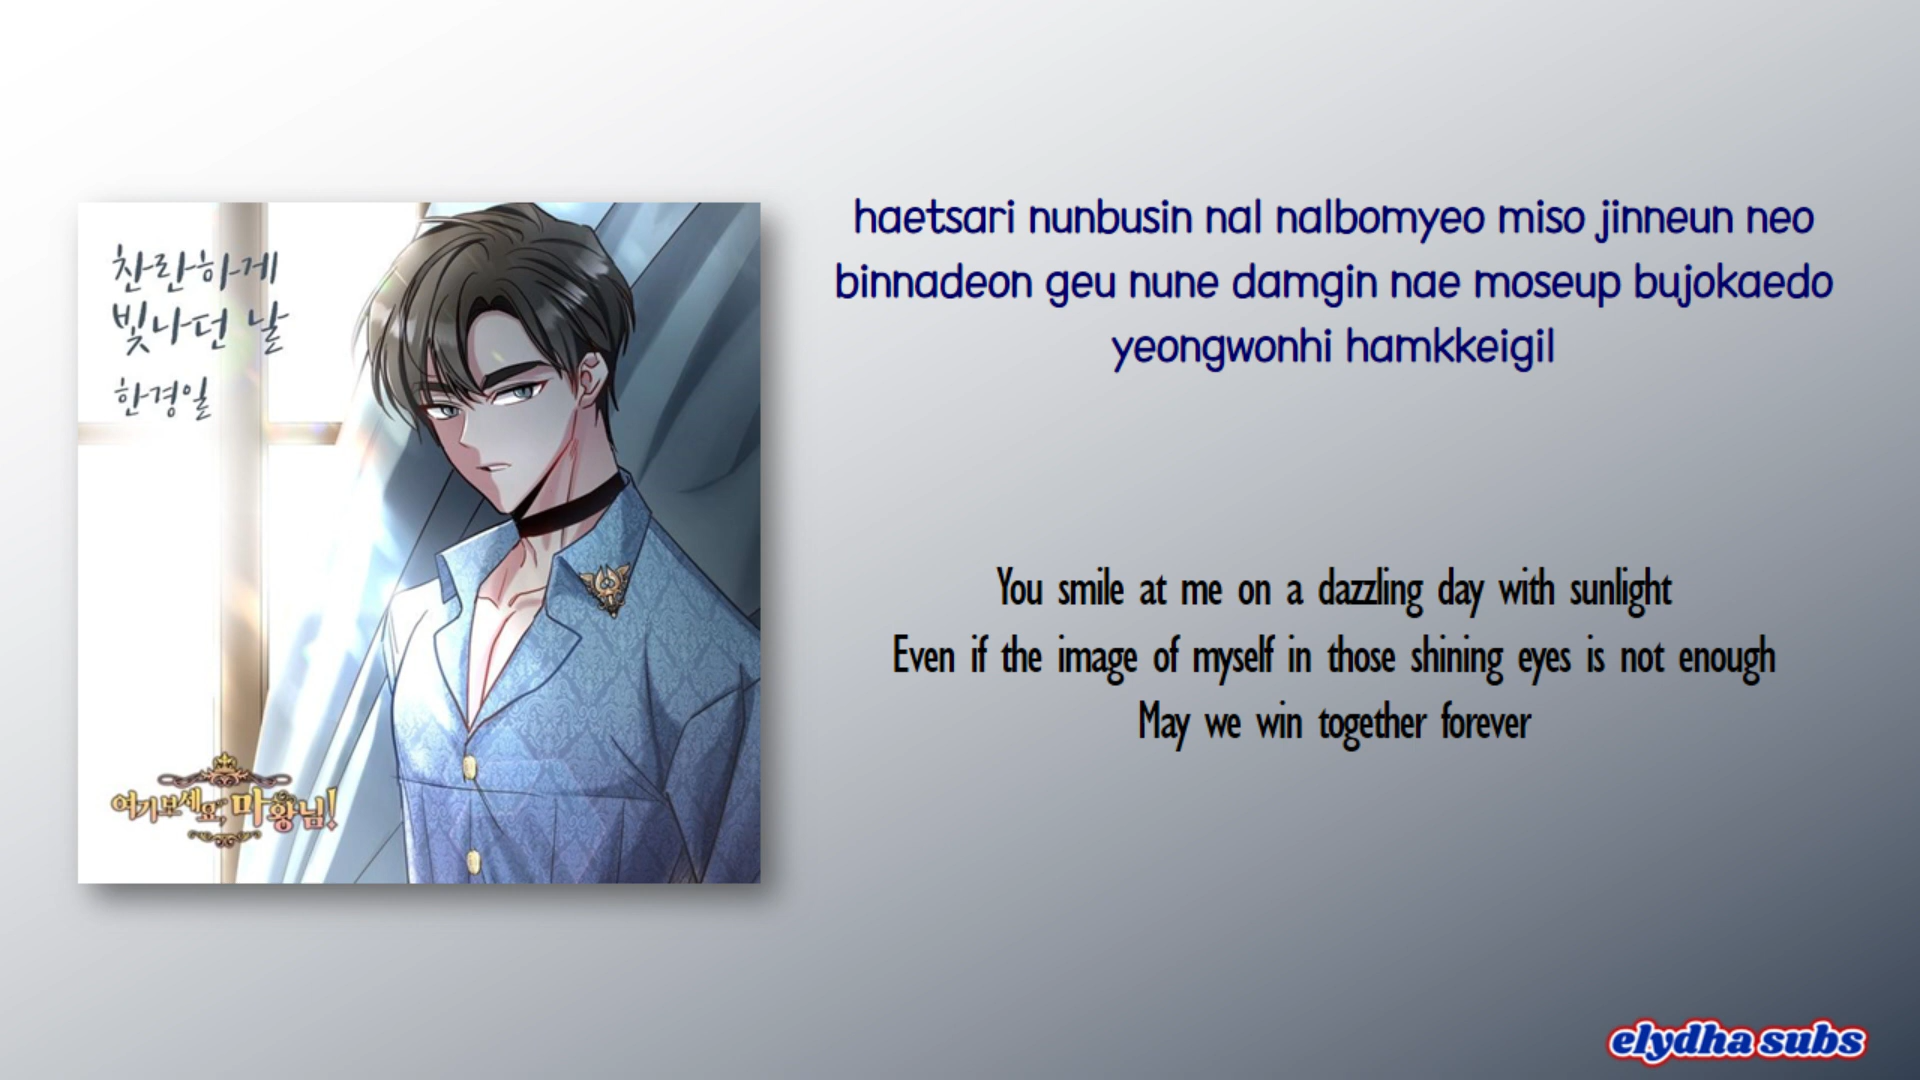 찬란하게
빛나던 날
한경일
여기보세요, 마왕님!
haetsari nunbusin nal nalbomyeo miso jinneun neo
binnadeon geu nune damgin nae moseup bujokaedo
yeongwonhi hamkkeigil
You smile at me on a dazzling day with sunlight
Even if the image of myself in those shining eyes is not enough
May we win together forever
elydha subs